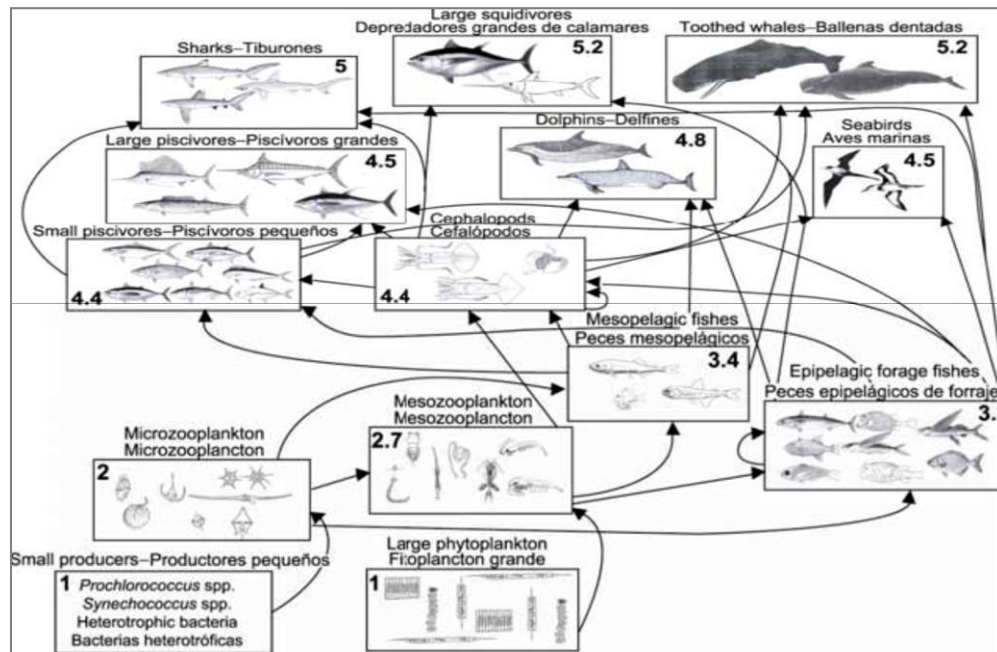 Large squidivores
Depredadores grandes de calamares
5.2
Toothed whales–Ballenas dentadas
5.2
Sharks–Tiburones
5
Dolphins–Delfines
4.8
Seabirds
Aves marinas
4.5
Large piscivores–Piscívoros grandes
4.5
Small piscivores–Piscívoros pequeños
4.4
Cephalopods
Cefalópodos
4.4
Mesopelagic fishes
Peces mesopelágicos
3.4
Epipelagic forage fishes
Peces epipelágicos de forraje
3.
Mesozooplankton
Mesozooplancton
2.7
Microzooplankton
Microzooplancton
2
Small producers–Productores pequeños
1
Prochlorococcus spp.
Synechococcus spp.
Heterotrophic bacteria
Bacterias heterotróficas
Large phytoplankton
Fitoplancton grande
1